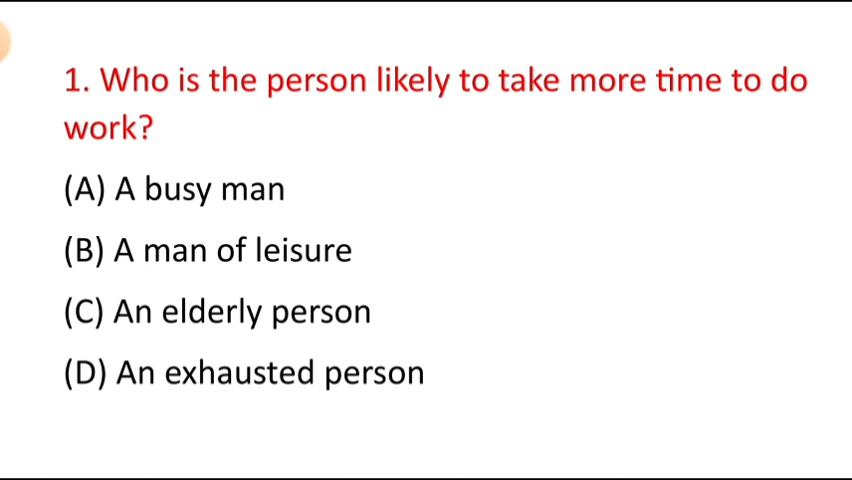 1. Who is the person likely to take more time to do
work?
(A) A busy man
(B) A man of leisure
(C) An elderly person
(D) An exhausted person